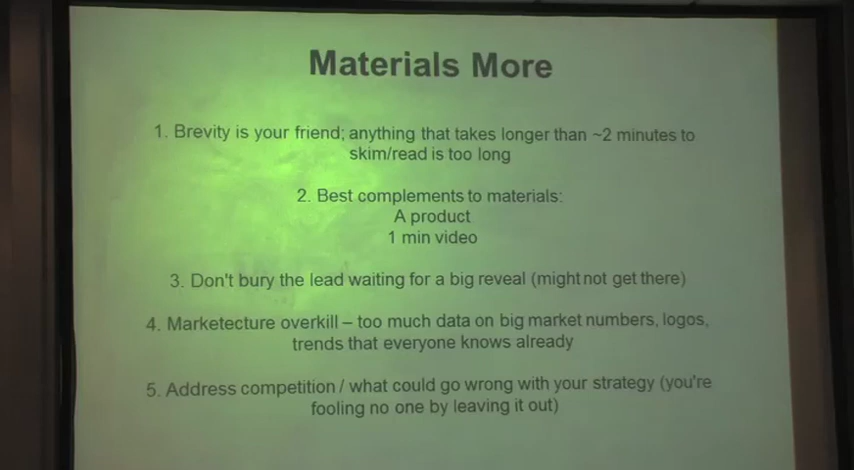 Materials More
1. Brevity is your friend; anything that takes longer than ~2 minutes to
skim/read is too long
2. Best complements to materials:
A product
1 min video
3. Don't bury the lead waiting for a big reveal (might not get there)
4. Marketecture overkill – too much data on big market numbers, logos,
trends that everyone knows already
5. Address competition / what could go wrong with your strategy (you're
fooling no one by leaving it out)